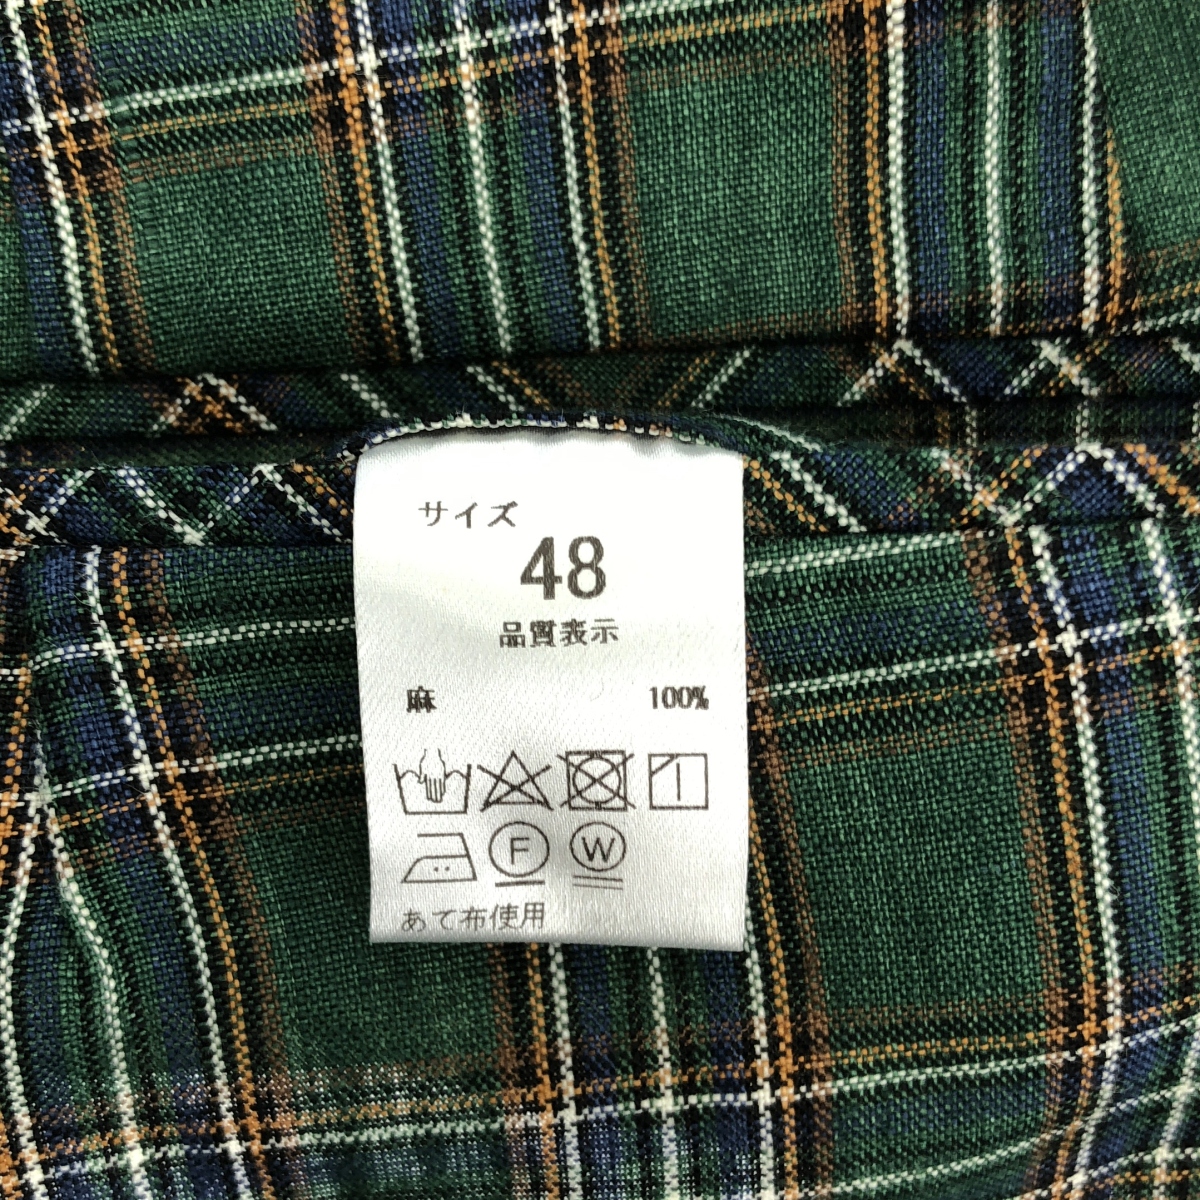 サイズ
48
品質表示
麻 100%
F W
あて布使用